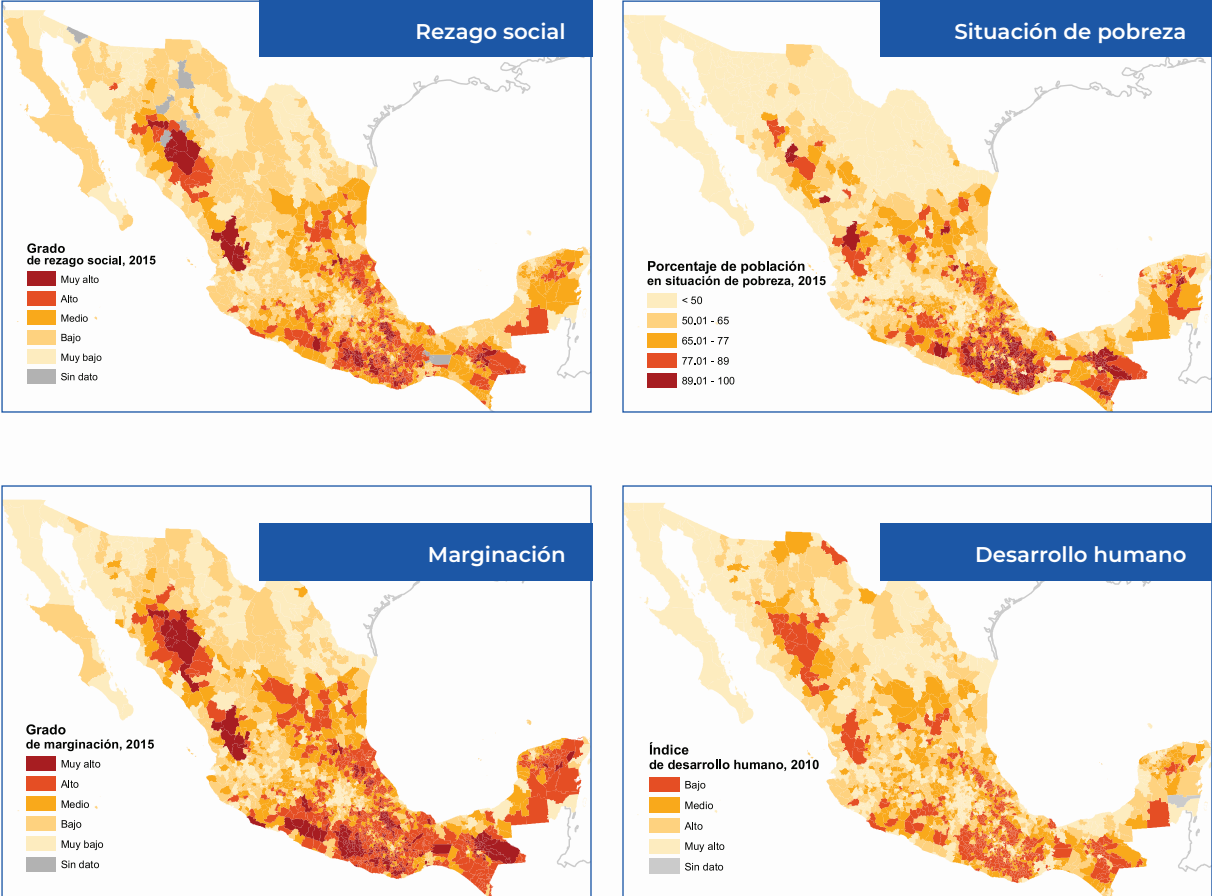 Rezago social
Grado
de rezago social, 2015
Muy alto
Alto
Medio
Bajo
Muy bajo
Sin dato
Situación de pobreza
Porcentaje de población
en situación de pobreza, 2015
< 50
50.01 - 65
65.01 - 77
77.01 - 89
89.01 - 100
Marginación
Grado
de marginación, 2015
Muy alto
Alto
Medio
Bajo
Muy bajo
Sin dato
Desarrollo humano
Índice
de desarrollo humano, 2010
Bajo
Medio
Alto
Muy alto
Sin dato